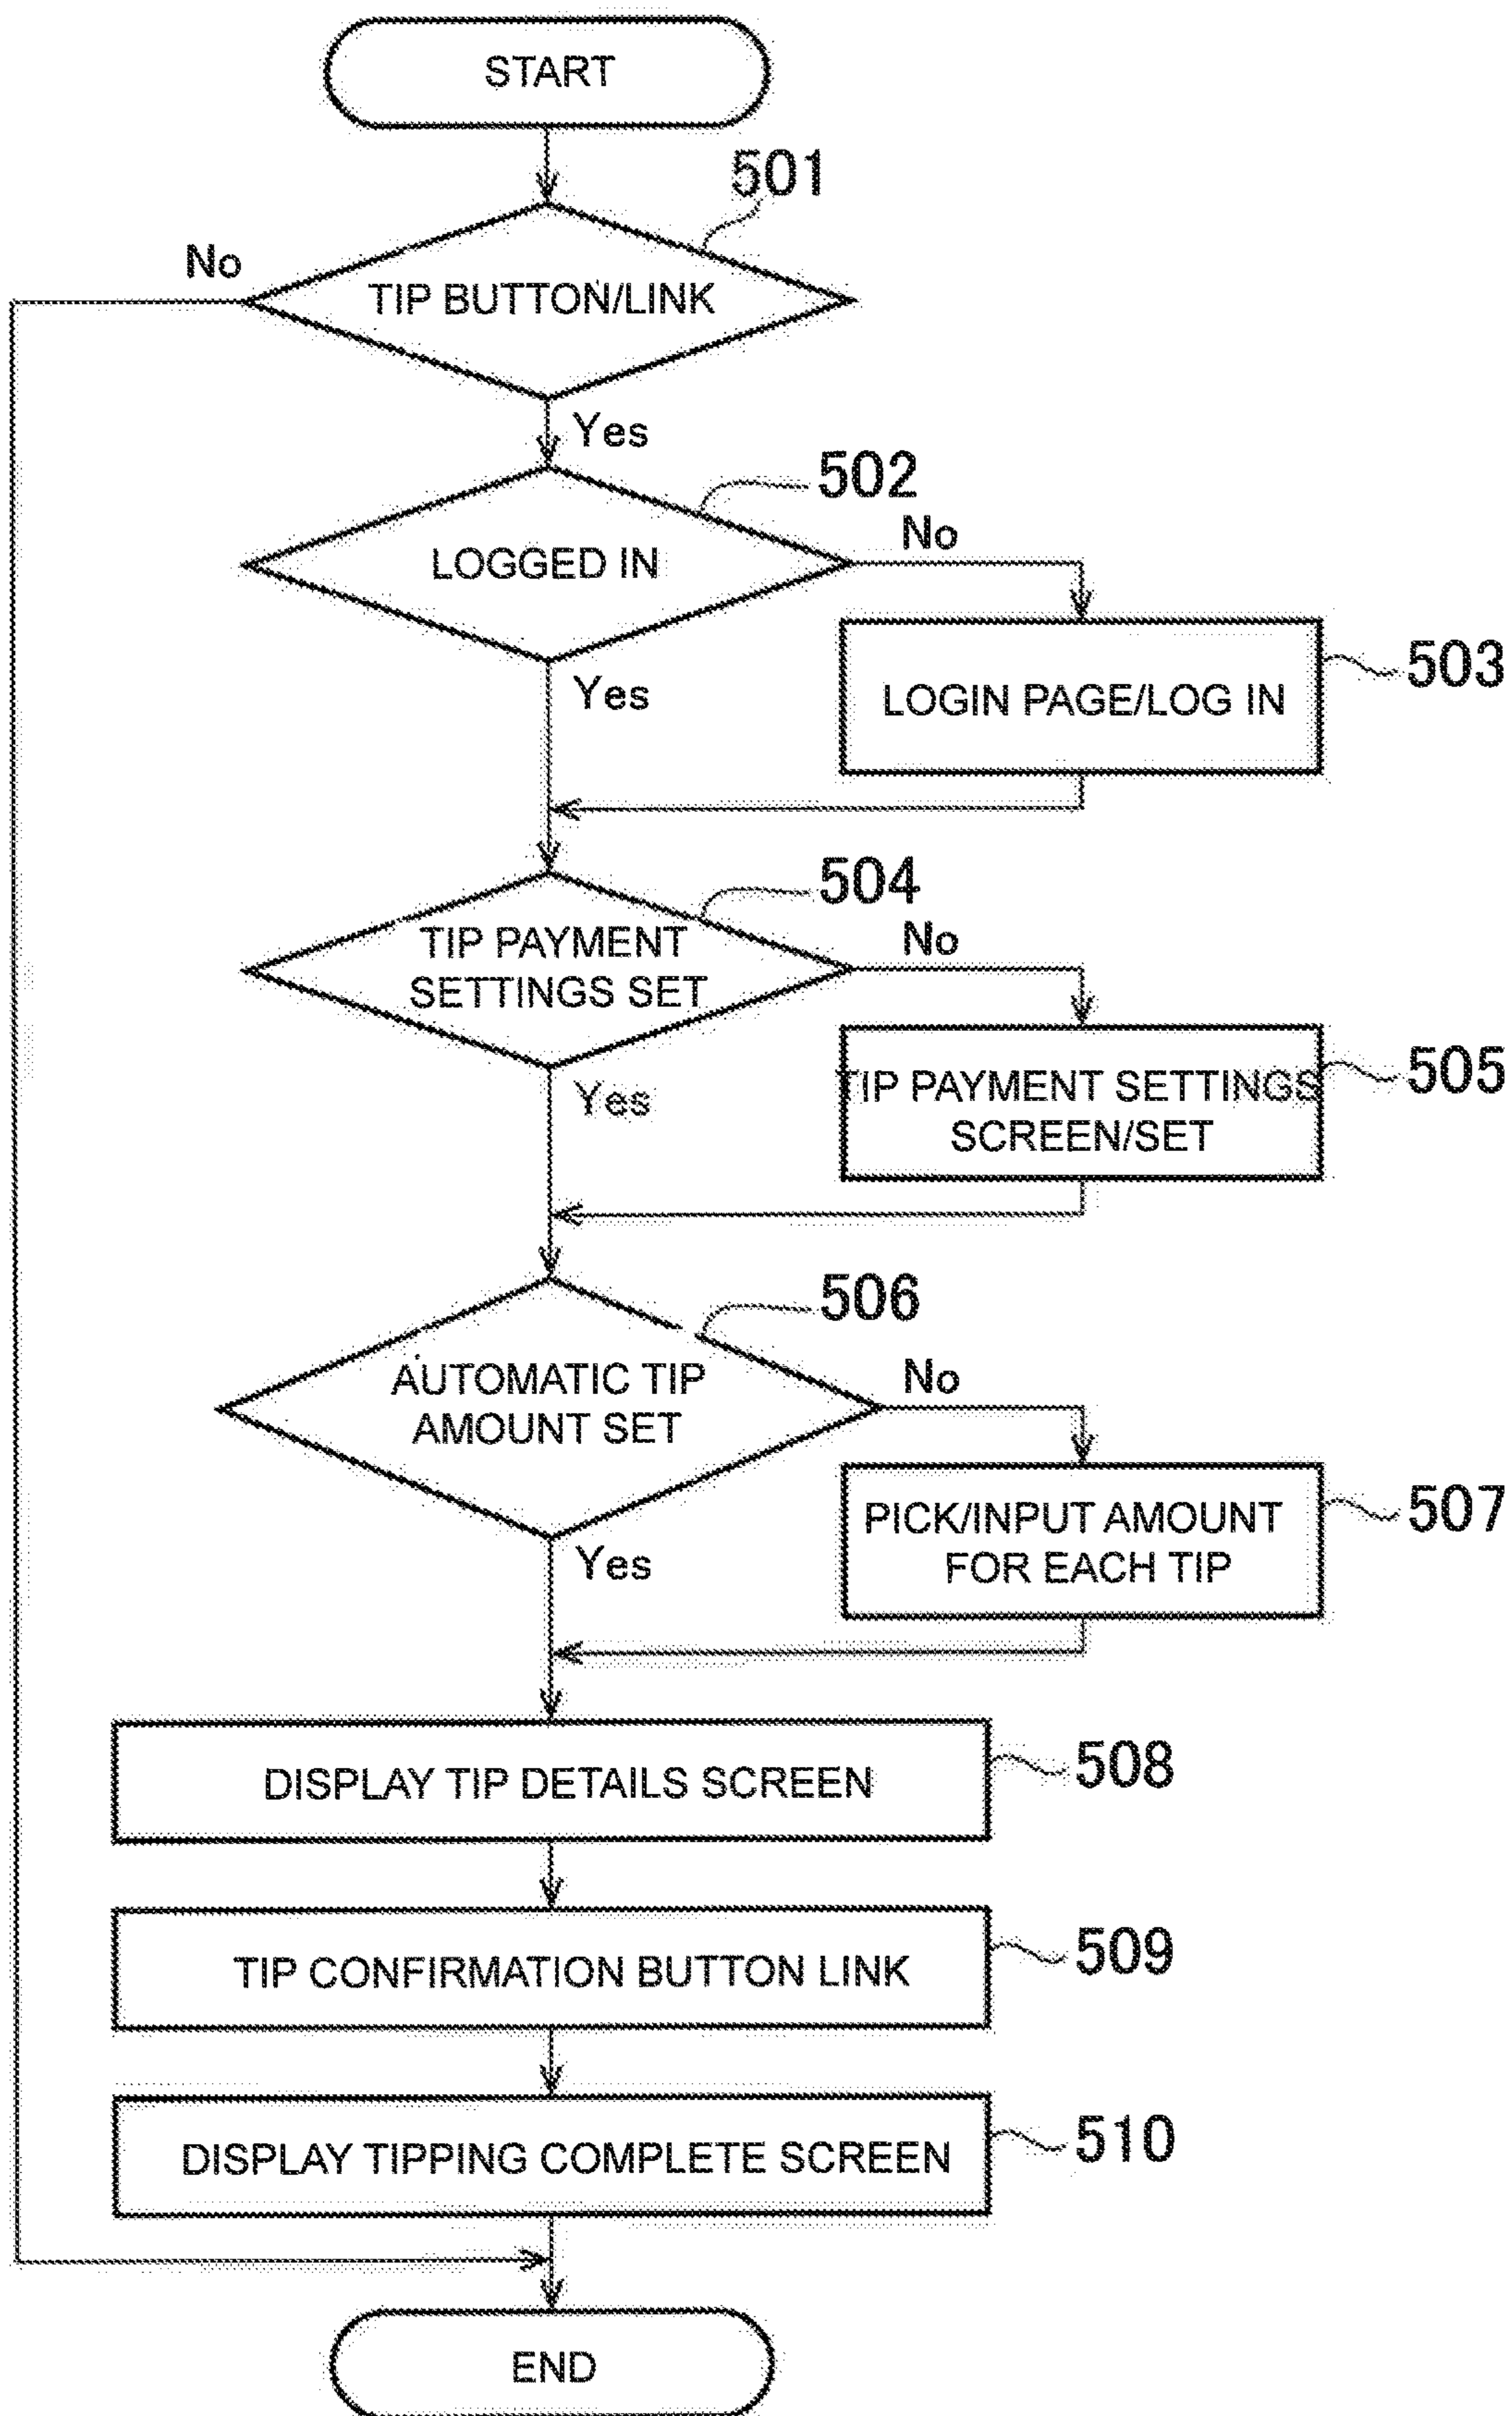 START
501
No
TIP BUTTON/LINK
Yes
502
No
LOGGED IN
503
LOGIN PAGE/LOG IN
Yes
504
No
TIP PAYMENT
SETTINGS SET
505
TIP PAYMENT SETTINGS
SCREEN/SET
Yes
506
No
AUTOMATIC TIP
AMOUNT SET
507
PICK/INPUT AMOUNT
FOR EACH TIP
Yes
508
DISPLAY TIP DETAILS SCREEN
509
TIP CONFIRMATION BUTTON LINK
510
DISPLAY TIPPING COMPLETE SCREEN
END